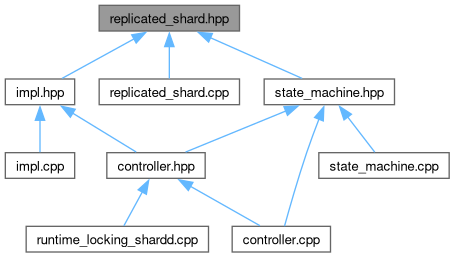 replicated_shard.hpp
impl.hpp
replicated_shard.cpp
state_machine.hpp
impl.cpp
controller.hpp
state_machine.cpp
runtime_locking_shardd.cpp
controller.cpp